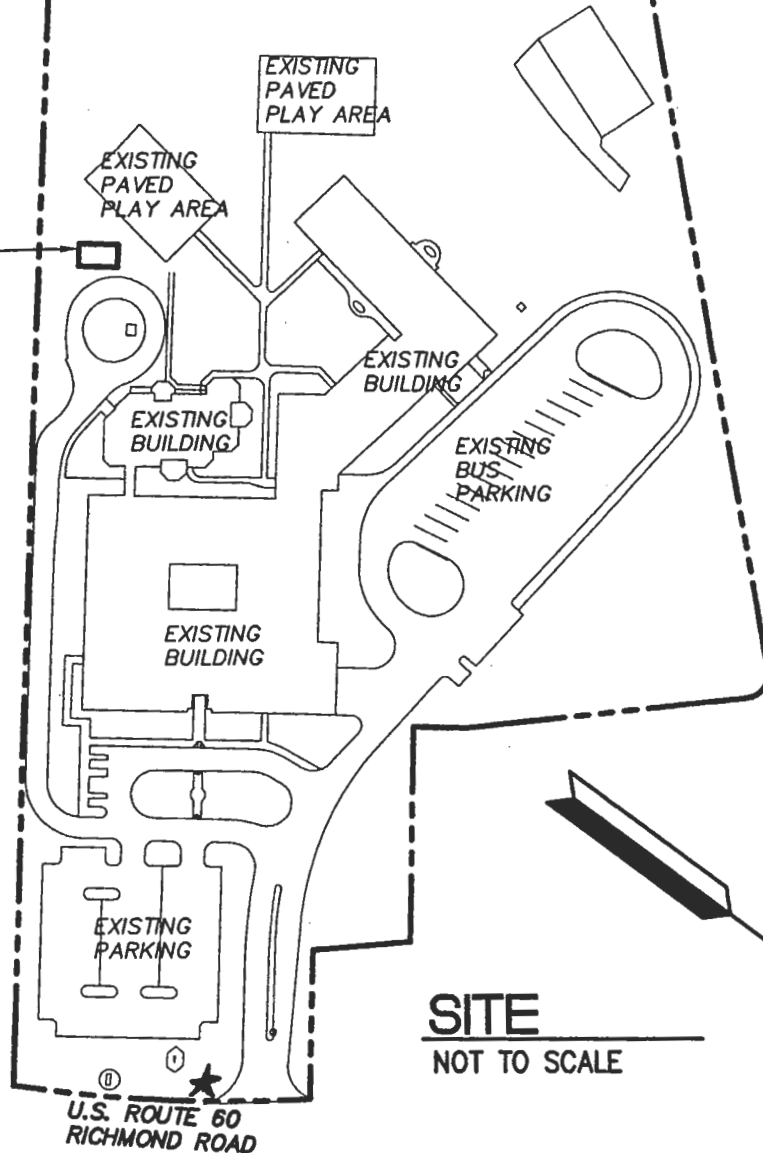 EXISTING
PAVED
PLAY AREA
EXISTING
PAVED
PLAY AREA
EXISTING
BUILDING
EXISTING
BUILDING
EXISTING
BUS
PARKING
EXISTING
BUILDING
EXISTING
PARKING
SITE
NOT TO SCALE
U.S. ROUTE 60
RICHMOND ROAD